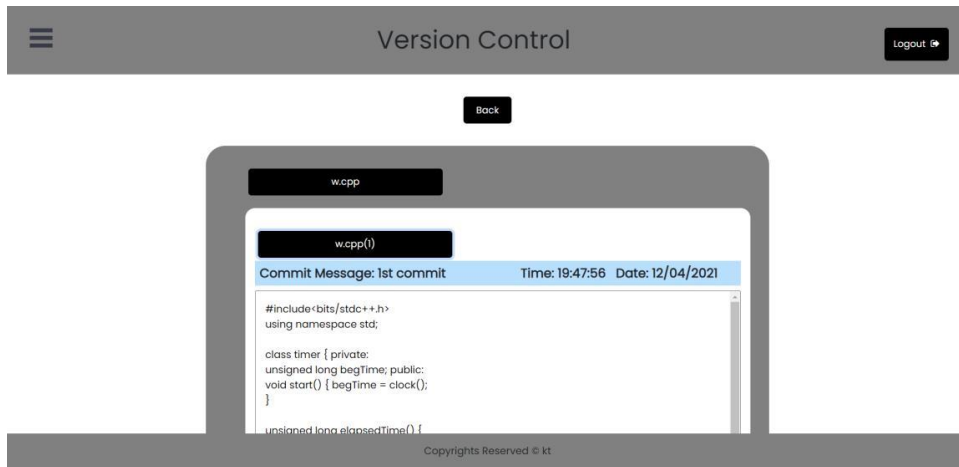 Version Control
Logout
Back
w.cpp
w.cpp(1)
Commit Message: 1st commit Time: 19:47:56 Date: 12/04/2021
#include<bits/stdc++.h>
using namespace std;
class timer { private:
unsigned long begTime; public:
void start() { begTime = clock();
}
unsigned long elapsedTime() {
Copyrights Reserved © kt